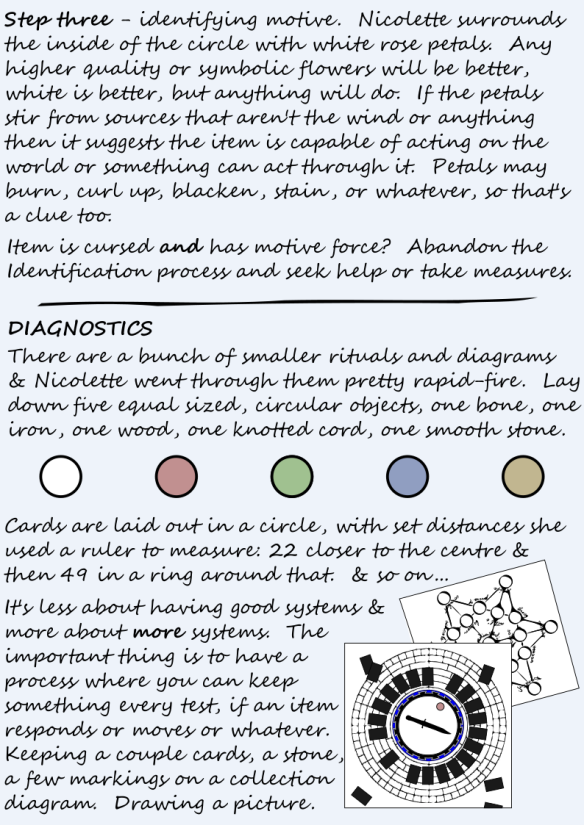 Step three - identifying motive. Nicolette surrounds
the inside of the circle with white rose petals. Any
higher quality or symbolic flowers will be better,
white is better, but anything will do. If the petals
stir from sources that aren't the wind or anything
then it suggests the item is capable of acting on the
world or something can act through it. Petals may
burn, curl up, blacken, stain, or whatever, so that's
a clue too.
Item is cursed and has motive force? Abandon the
Identification process and seek help or take measures.
DIAGNOSTICS
There are a bunch of smaller rituals and diagrams
& Nicolette went through them pretty rapid-fire. Lay
down five equal sized, circular objects, one bone, one
iron, one wood, one knotted cord, one smooth stone.
Cards are laid out in a circle, with set distances she
used a ruler to measure: 22 closer to the centre &
then 49 in a ring around that. & so on...
It's less about having good systems &
more about more systems. The
important thing is to have a
process where you can keep
something every test, if an item
responds or moves or whatever.
Keeping a couple cards, a stone,
a few markings on a collection
diagram. Drawing a picture.